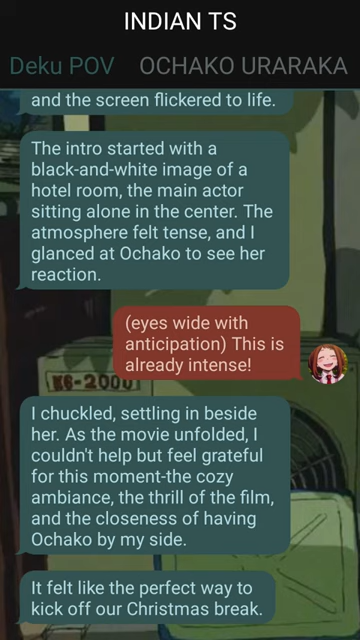 INDIAN TS
Deku POV OCHAKO URARAKA
and the screen flickered to life.
The intro started with a
black-and-white image of a
hotel room, the main actor
sitting alone in the center. The
atmosphere felt tense, and I
glanced at Ochako to see her
reaction.
(eyes wide with
anticipation) This is
already intense!
K6-2000
I chuckled, settling in beside
her. As the movie unfolded, I
couldn't help but feel grateful
for this moment-the cozy
ambiance, the thrill of the film,
and the closeness of having
Ochako by my side.
It felt like the perfect way to
kick off our Christmas break.